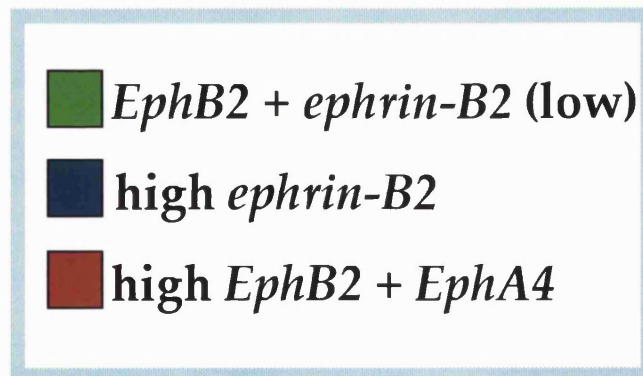 EphB2 + ephrin-B2 (low)
high ephrin-B2
high EphB2 + EphA4